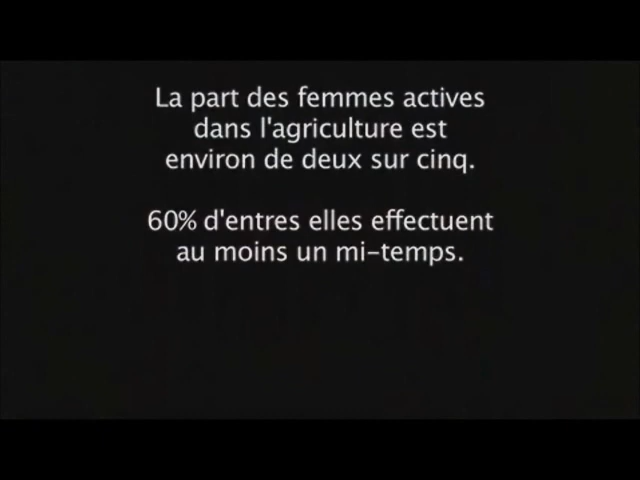 La part des femmes actives
dans l'agriculture est
environ de deux sur cinq.
60% d'entres elles effectuent
au moins un mi-temps.